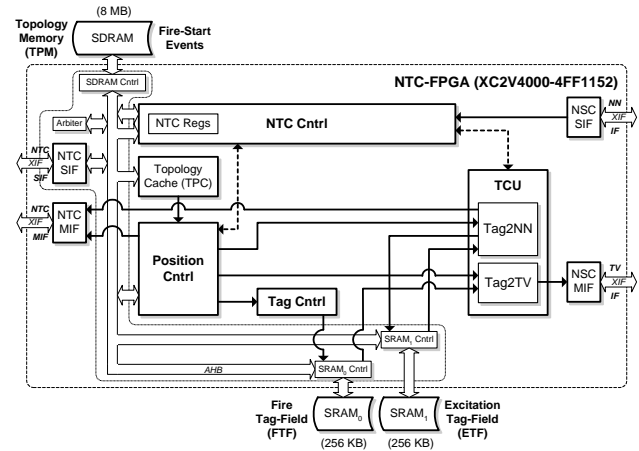 (8 MB)
Topology
Memory
(TPM)
SDRAM
Fire-Start
Events
NTC-FPGA (XC2V4000-4FF1152)
SDRAM Cntrl
Arbiter
NTC Regs
NTC Cntrl
NSC
SIF
NN
XIF
IF
NTC
XIF
SIF
NTC
SIF
Topology
Cache (TPC)
TCU
NTC
XIF
MIF
NTC
MIF
Position
Cntrl
Tag2NN
Tag2TV
NSC
MIF
TV
XIF
IF
Tag Cntrl
SRAM1 Cntrl
AHB
SRAM0 Cntrl
Fire
Tag-Field
(FTF)
SRAM0
SRAM1
Excitation
Tag-Field
(ETF)
(256 KB)
(256 KB)